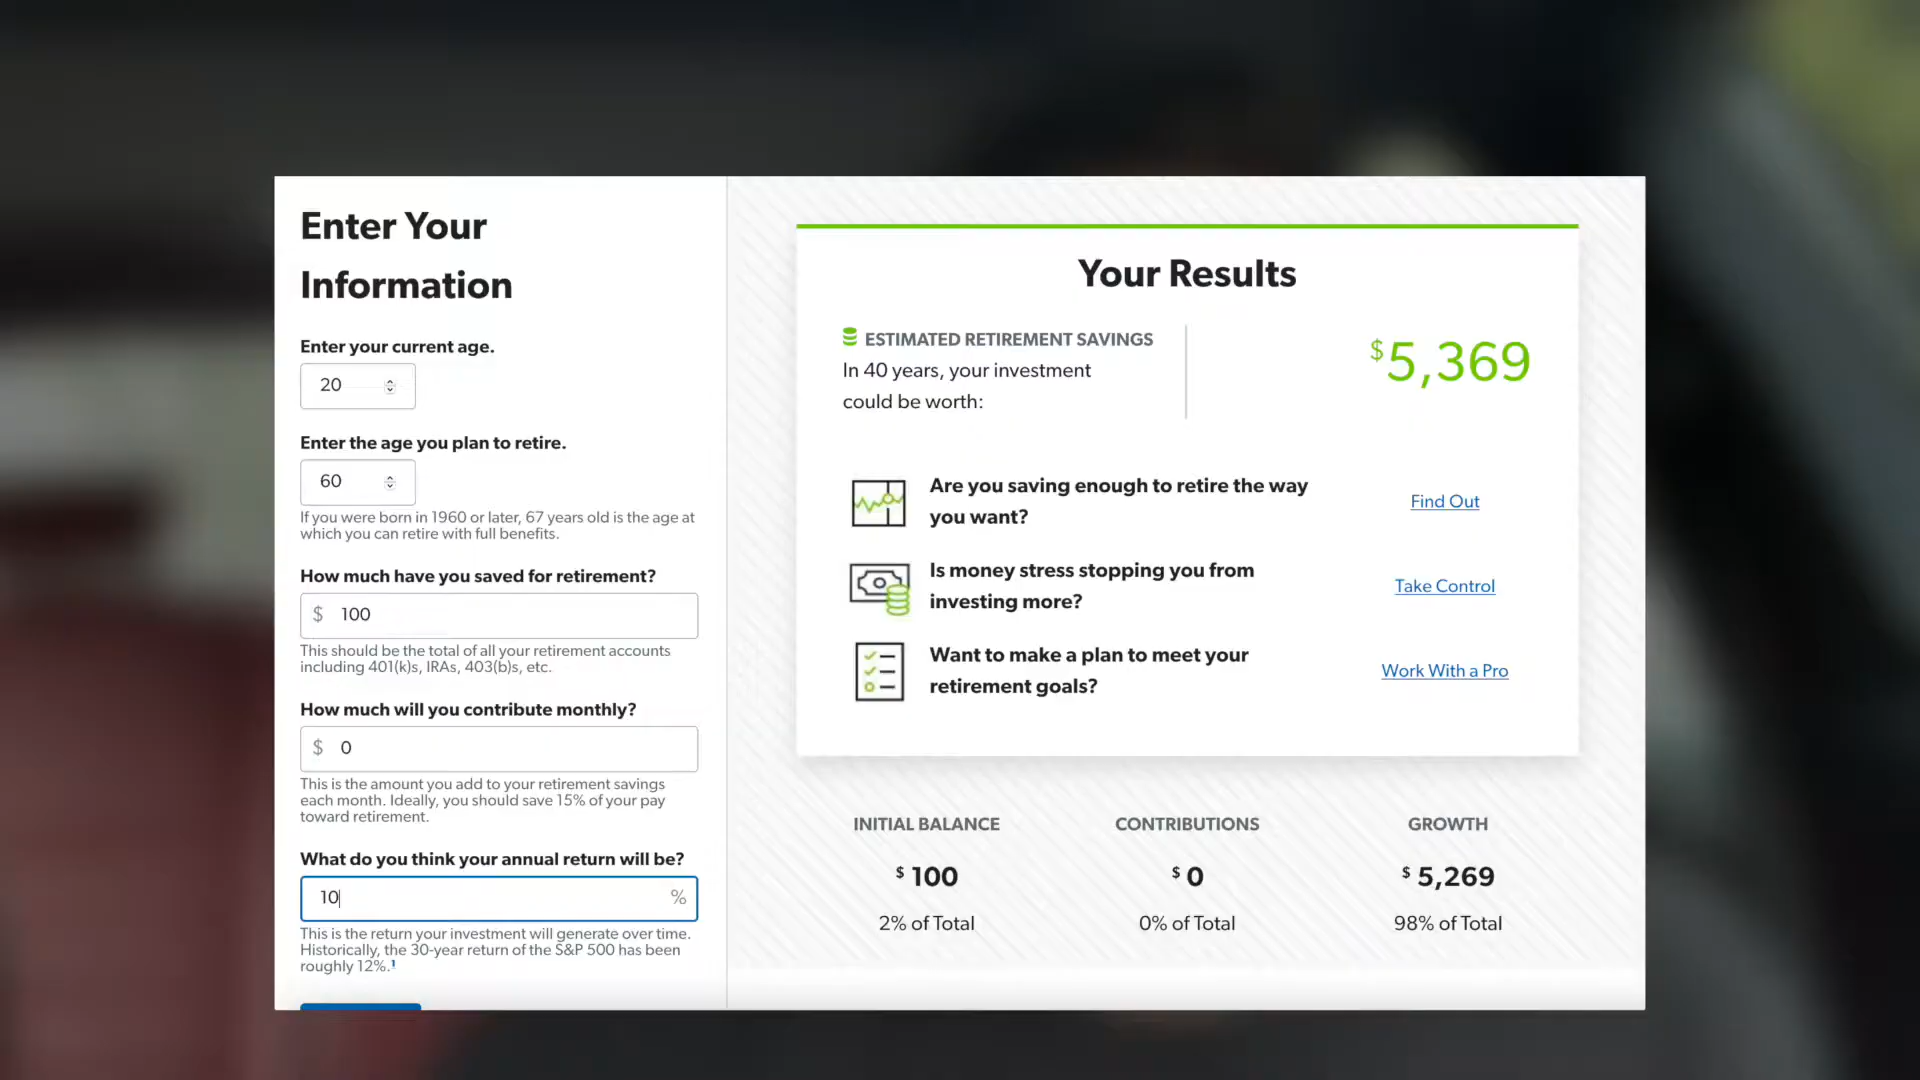 Enter Your
Information
Enter your current age.
20
Enter the age you plan to retire.
60
If you were born in 1960 or later, 67 years old is the age at
which you can retire with full benefits.
How much have you saved for retirement?
$ 100
This should be the total of all your retirement accounts
including 401(k)s, IRAs, 403(b)s, etc.
How much will you contribute monthly?
$ 0
This is the amount you add to your retirement savings
each month. Ideally, you should save 15% of your pay
toward retirement.
What do you think your annual return will be?
10 %
This is the return your investment will generate over time.
Historically, the 30-year return of the S&P 500 has been
roughly 12%.1
Your Results
ESTIMATED RETIREMENT SAVINGS
In 40 years, your investment
could be worth:
$5,369
Are you saving enough to retire the way
you want?
Find Out
Is money stress stopping you from
investing more?
Take Control
Want to make a plan to meet your
retirement goals?
Work With a Pro
INITIAL BALANCE
$ 100
2% of Total
CONTRIBUTIONS
$ 0
0% of Total
GROWTH
$ 5,269
98% of Total